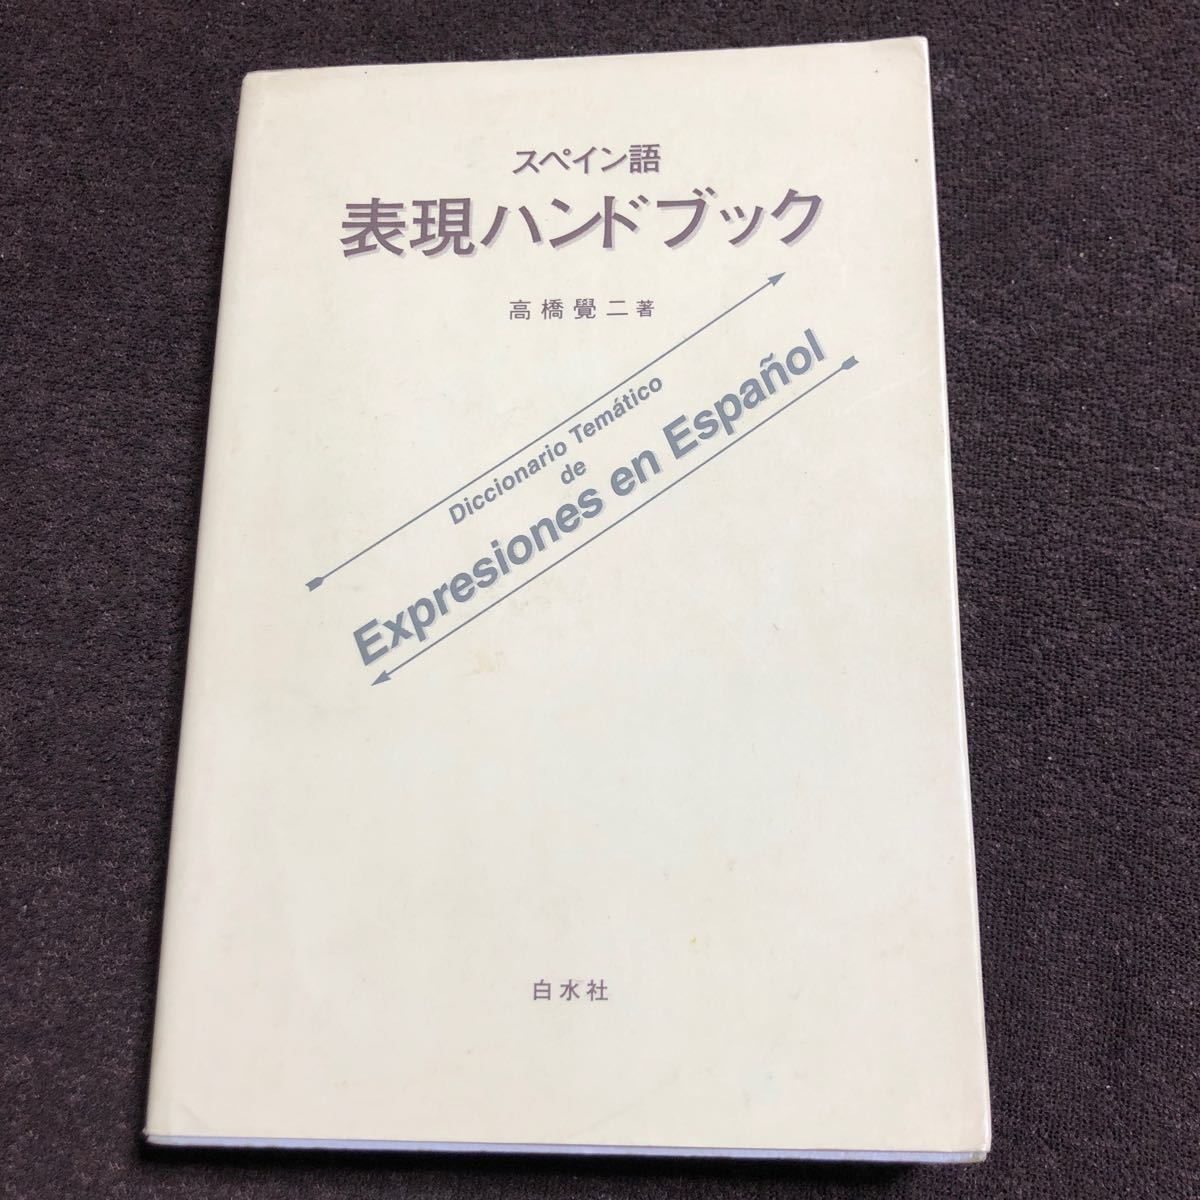 スペイン語
表現ハンドブック
高橋覺二著
Diccionario Temático
de
Expresiones en Español
白水社